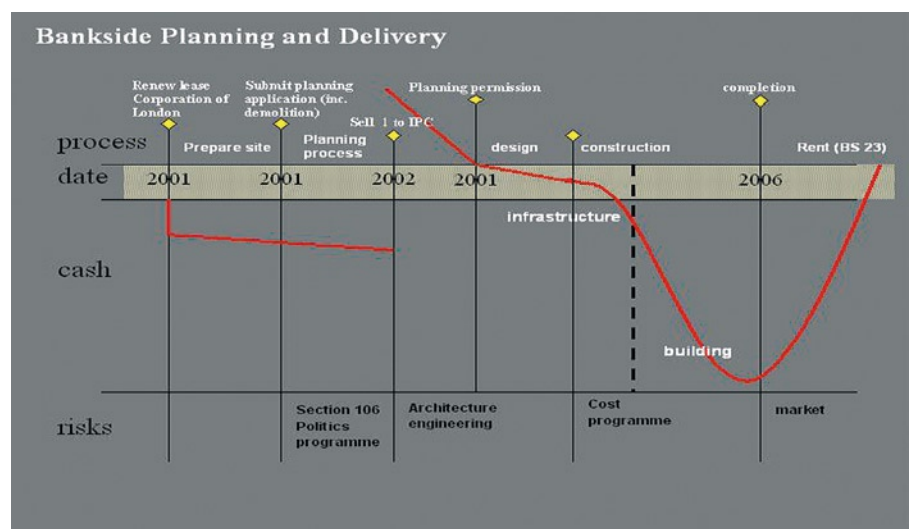 Bankside Planning and Delivery
Renew lease
Corporation of
London
Submit planning
application (inc.
demolition)
Sell 1 to IPC
Planning permission
completion
process
Prepare site
Planning
process
design
construction
Rent (BS 23)
date
2001
2001
2002
2001
2006
infrastructure
cash
building
risks
Section 106
Politics
programme
Architecture
engineering
Cost
programme
market